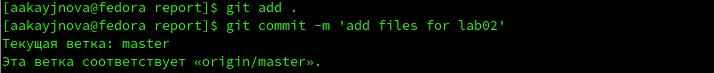 [aakayjnova@fedora report]$ git add .
[aakayjnova@fedora report]$ git commit -m 'add files for lab02'
Текущая ветка: master
Эта ветка соответствует «origin/master».